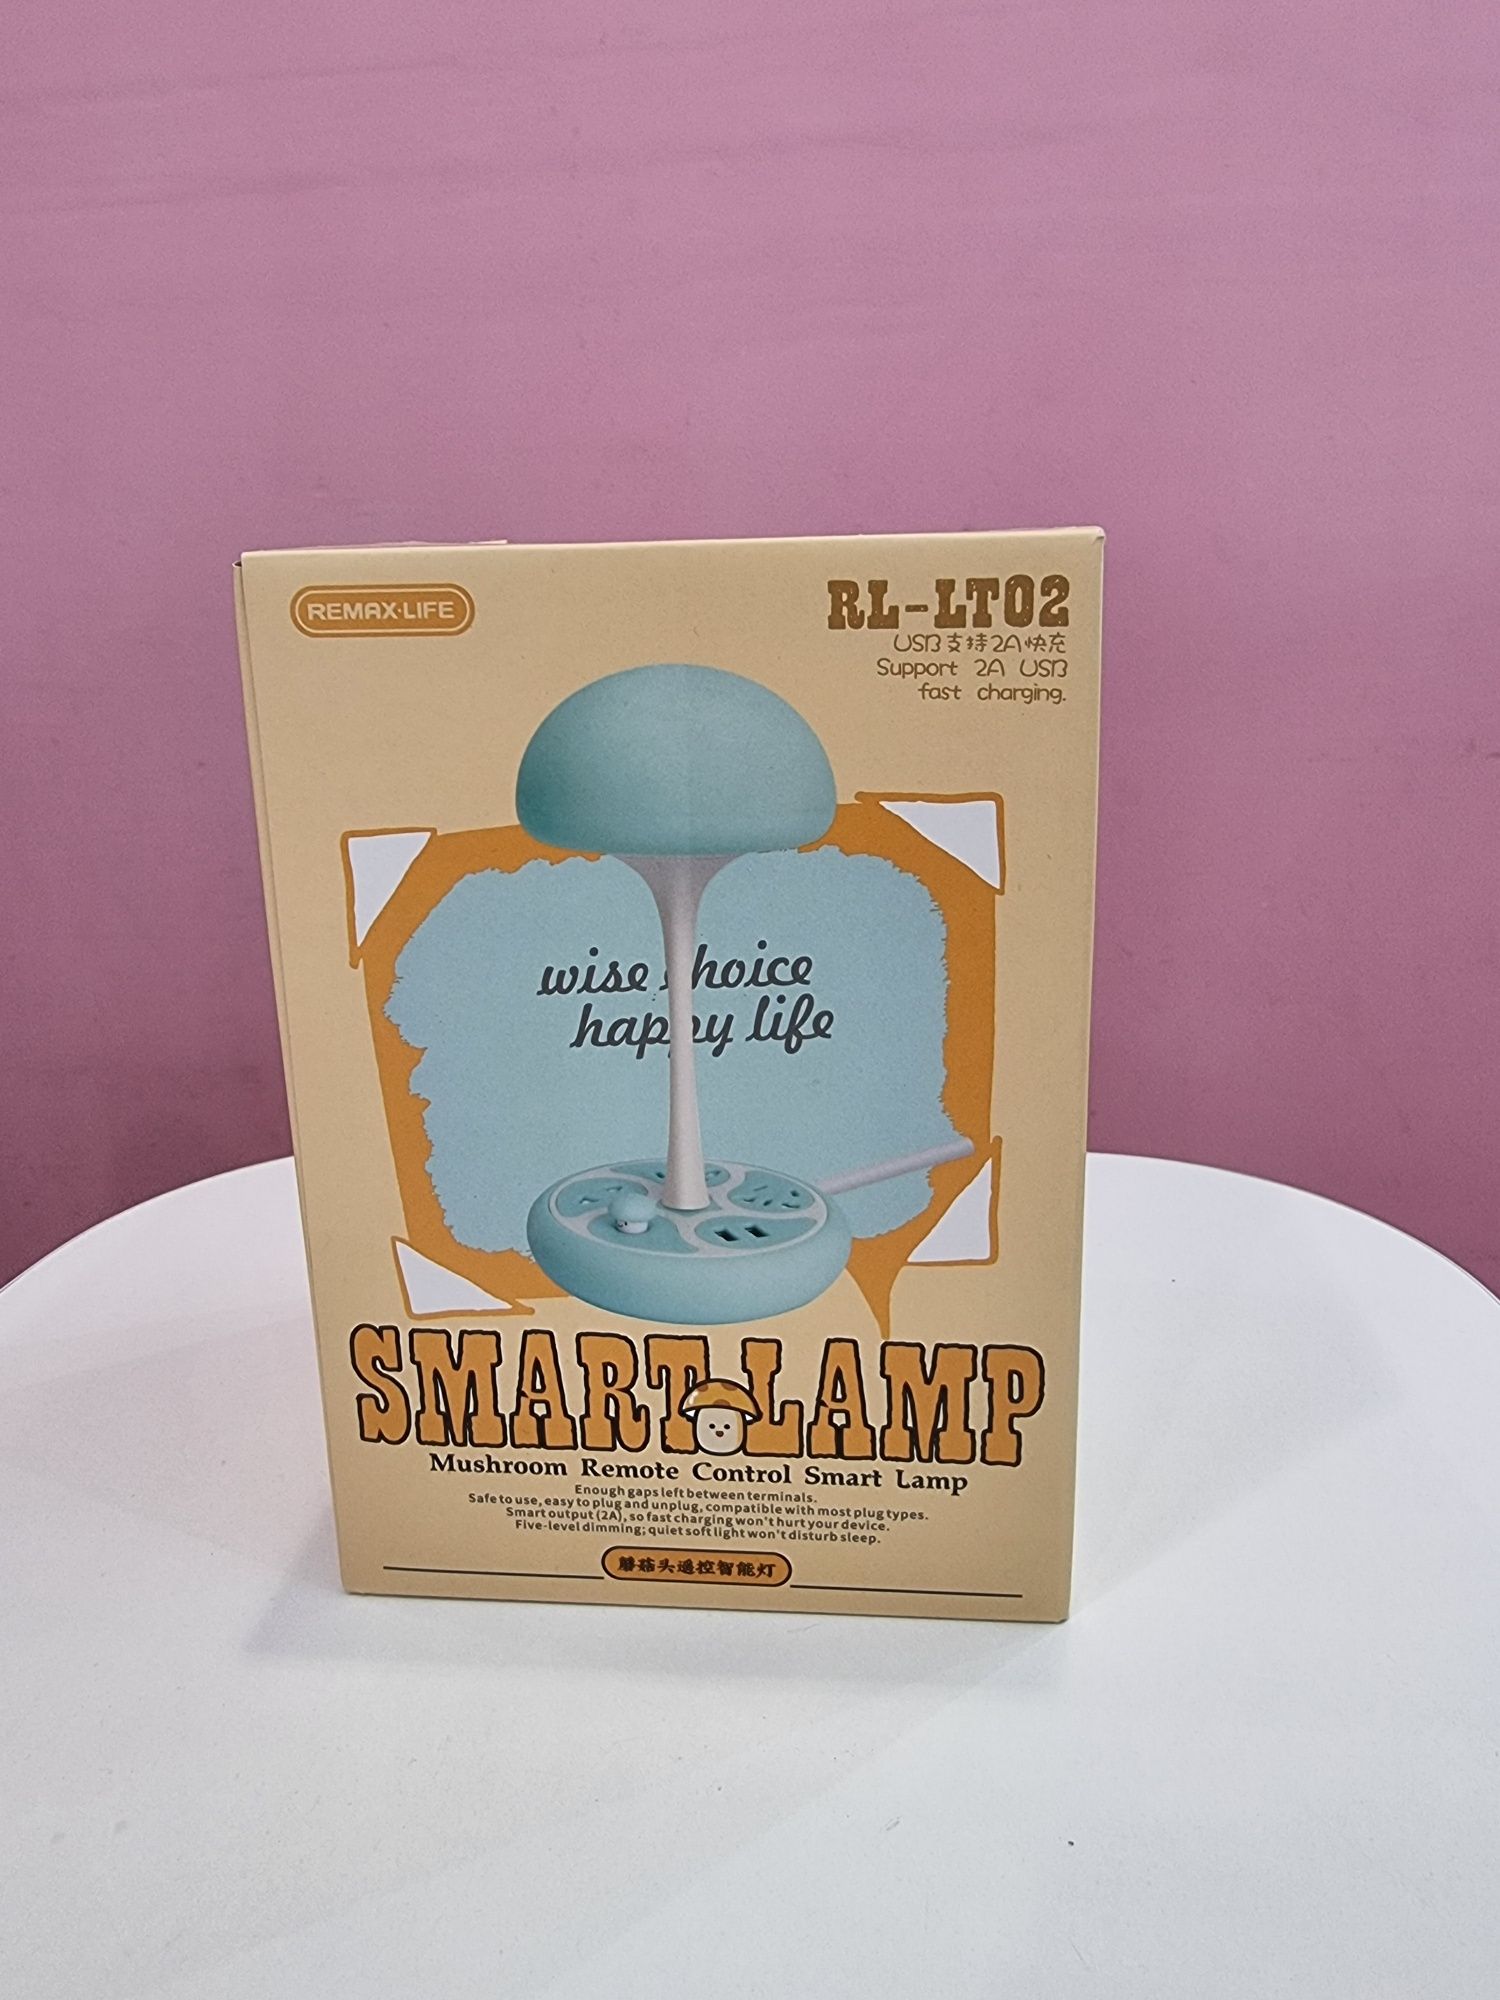 REMAX·LIFE
RL-LT02
USB支持2A快充
Support 2A USB
fast charging.
wise choice
happy life
SMART LAMP
Mushroom Remote Control Smart Lamp
Enough gaps left between terminals.
Safe to use, easy to plug and unplug, compatible with most plug types.
Smart output (2A), so fast charging won't hurt your device.
Five-level dimming; quiet soft light won't disturb sleep.
蘑菇头遥控智能灯